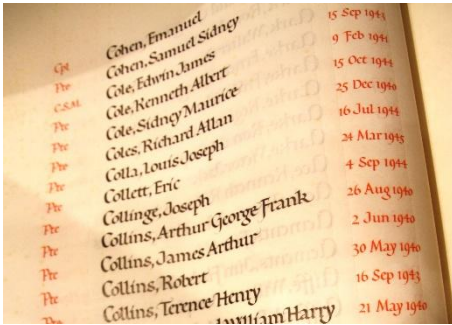 Cpl Cohen, Emanuel
Pte Cohen, Samuel Sidney
C.S.M. Cole, Edwin James 15 Sep 1943
Pte Cole, Kenneth Albert 9 Feb 1941
Pte Cole, Sidney Maurice 15 Oct 1944
Pte Coles, Richard Allan 25 Dec 1940
Pte Colla, Louis Joseph 16 Jul 1944
Pte Collett, Eric 24 Mar 1945
Pte Collinge, Joseph 4 Sep 1944
Pte Collins, Arthur George Frank 26 Aug 1940
Pte Collins, James Arthur 2 Jun 1940
Pte Collins, Robert 30 May 1940
Pte Collins, Terence Henry 16 Sep 1943
William Harry 21 May 1940